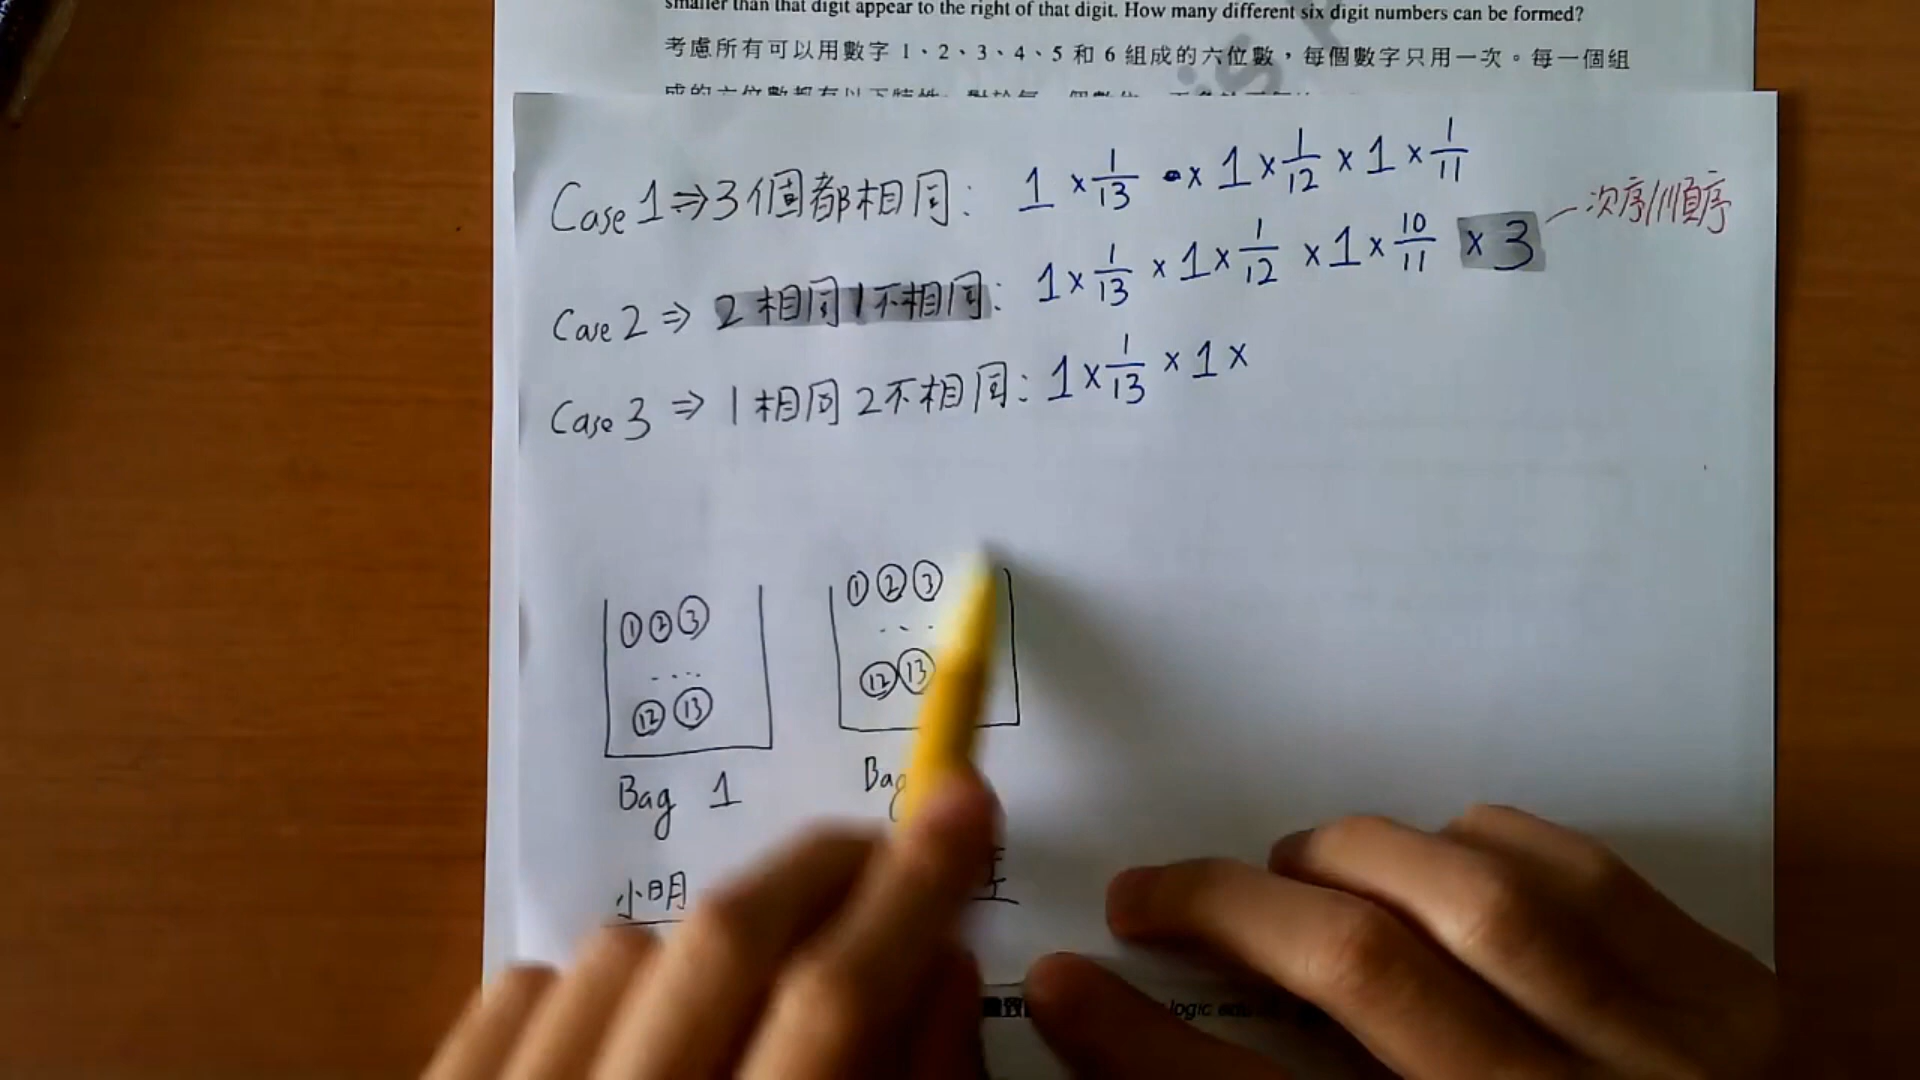 smaller than that digit appear to the right of that digit. How many different six digit numbers can be formed?
考慮所有可以用數字 1、2、3、4、5 和 6 組成的六位數,每個數字只用一次。每一個組
Case 1 ⇒ 3個都相同: 1 × 1/13 × 1 × 1/12 × 1 × 1/11
Case 2 ⇒ 2相同1不相同: 1 × 1/13 × 1 × 1/12 × 1 × 10/11 × 3 — 次序/順序
Case 3 ⇒ 1相同2不相同: 1 × 1/13 × 1 ×
① ② ③ ① ② ③
.... ...
⑫ ⑬ ⑫ ⑬
Bag 1 Bag
小明
logic edu